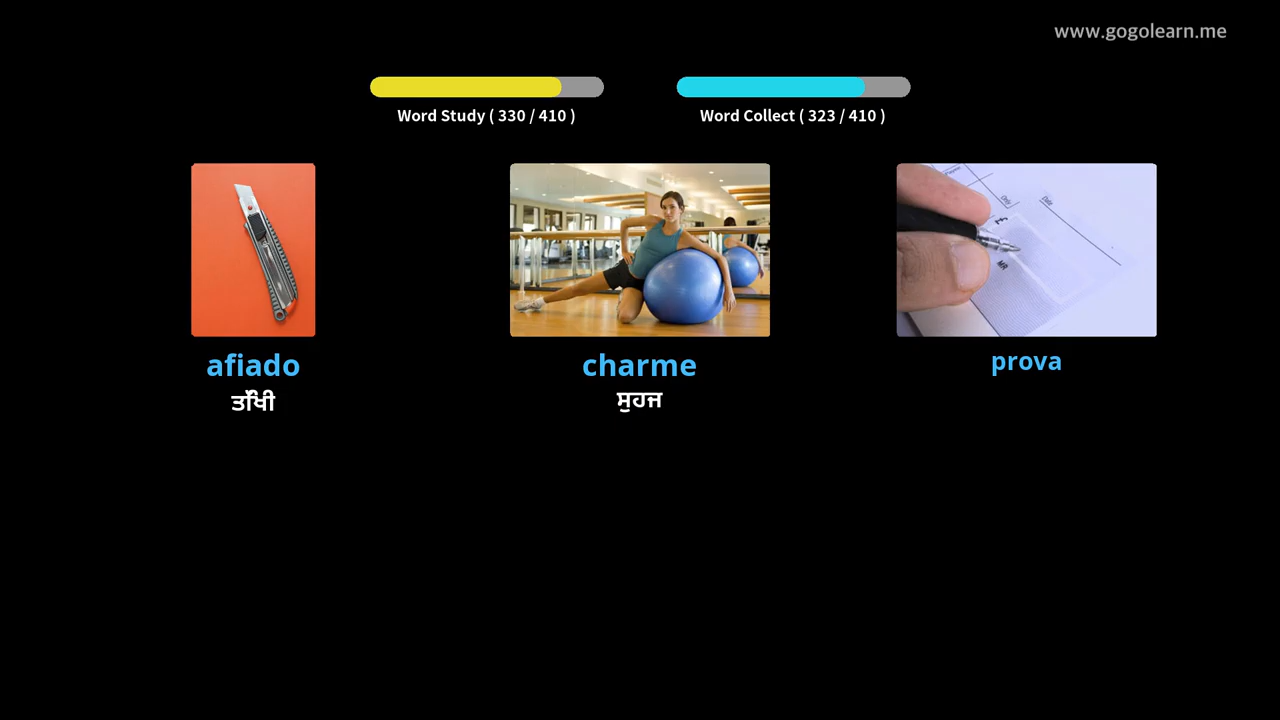 www.gogolearn.me
Word Study ( 330 / 410 )
Word Collect ( 323 / 410 )
afiado
ਤਿੱਖੀ
charme
ਸੁਹਜ
prova